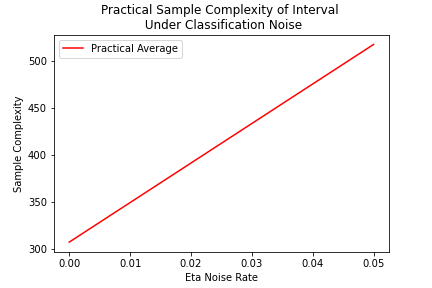 Practical Sample Complexity of Interval
Under Classification Noise
Practical Average
Sample Complexity
500
450
400
350
300
0.00 0.01 0.02 0.03 0.04 0.05
Eta Noise Rate